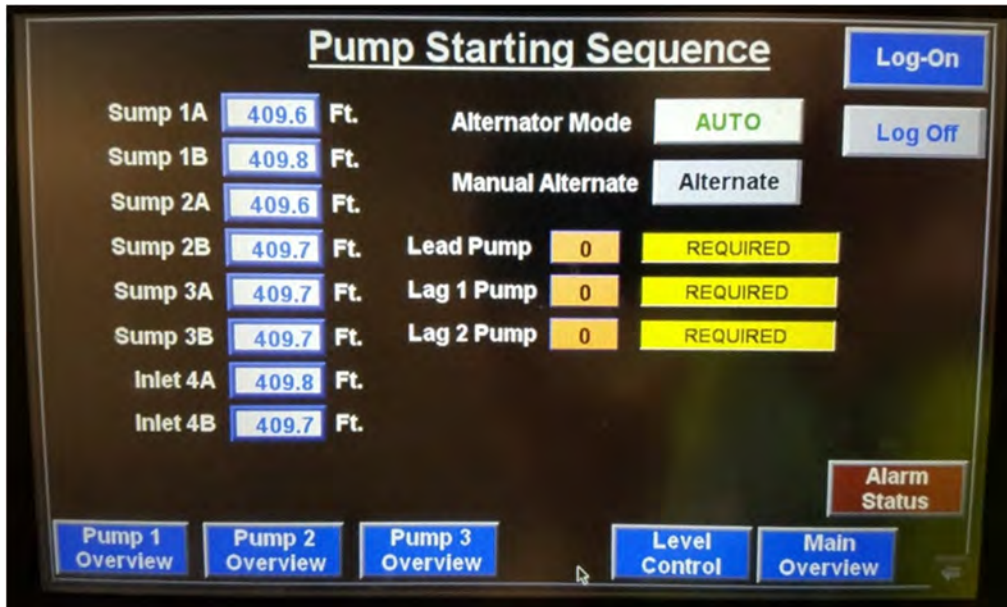 Pump Starting Sequence
Log-On
Log Off
Sump 1A 409.6 Ft.
Sump 1B 409.8 Ft.
Sump 2A 409.6 Ft.
Sump 2B 409.7 Ft.
Sump 3A 409.7 Ft.
Sump 3B 409.7 Ft.
Inlet 4A 409.8 Ft.
Inlet 4B 409.7 Ft.
Alternator Mode AUTO
Manual Alternate Alternate
Lead Pump 0 REQUIRED
Lag 1 Pump 0 REQUIRED
Lag 2 Pump 0 REQUIRED
Alarm
Status
Pump 1
Overview
Pump 2
Overview
Pump 3
Overview
Level
Control
Main
Overview